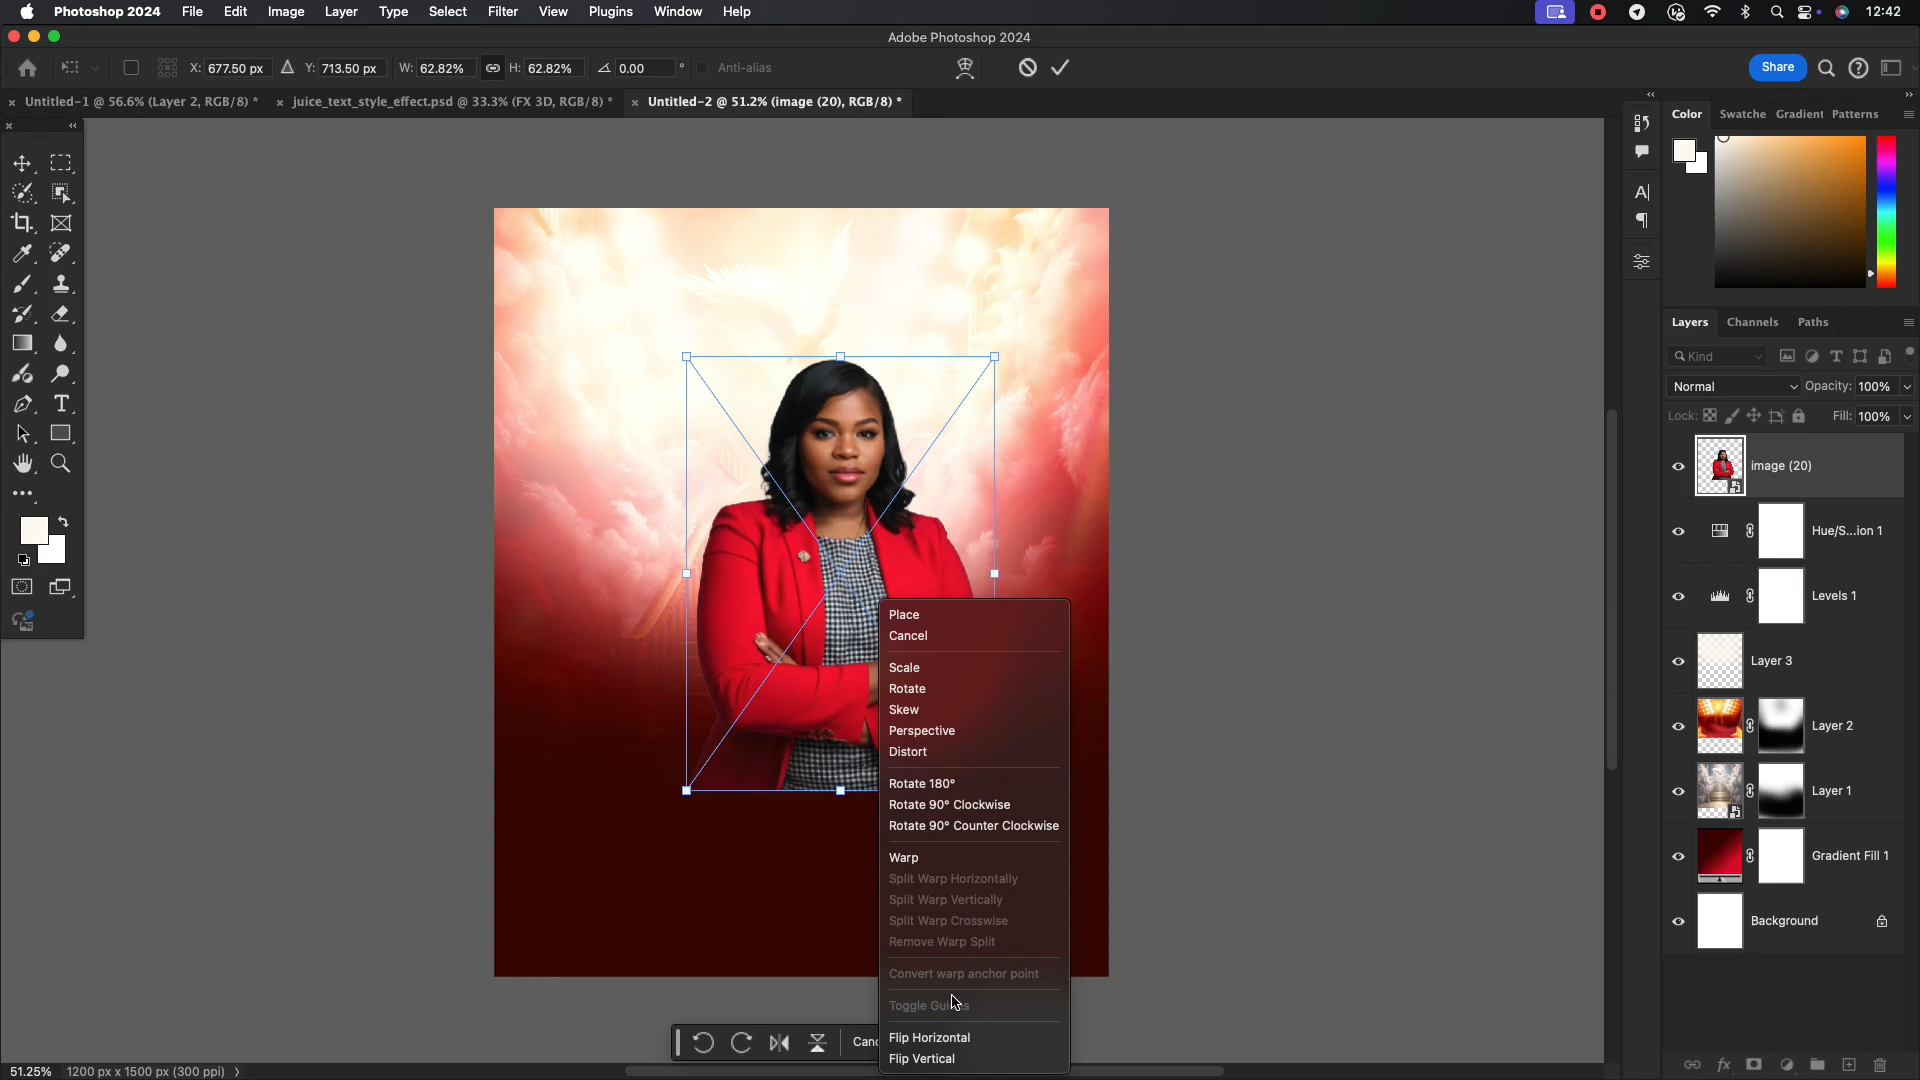 Photoshop 2024 File Edit Image Layer Type Select Filter View Plugins Window Help 12:42
Adobe Photoshop 2024
X: 677.50 px Y: 713.50 px W: 62.82% H: 62.82% 0.00 ° Anti-alias Share
Untitled-1 @ 56.6% (Layer 2, RGB/8) * juice_text_style_effect.psd @ 33.3% (FX 3D, RGB/8) * Untitled-2 @ 51.2% (image (20), RGB/8) *
Color Swatche Gradient Patterns
Layers Channels Paths
Kind
Normal Opacity: 100%
Lock: Fill: 100%
image (20)
Hue/S...ion 1
Levels 1
Layer 3
Layer 2
Layer 1
Gradient Fill 1
Background
Place
Cancel
Scale
Rotate
Skew
Perspective
Distort
Rotate 180°
Rotate 90° Clockwise
Rotate 90° Counter Clockwise
Warp
Split Warp Horizontally
Split Warp Vertically
Split Warp Crosswise
Remove Warp Split
Convert warp anchor point
Toggle Guides
Flip Horizontal
Flip Vertical
Canc
51.25% 1200 px x 1500 px (300 ppi)